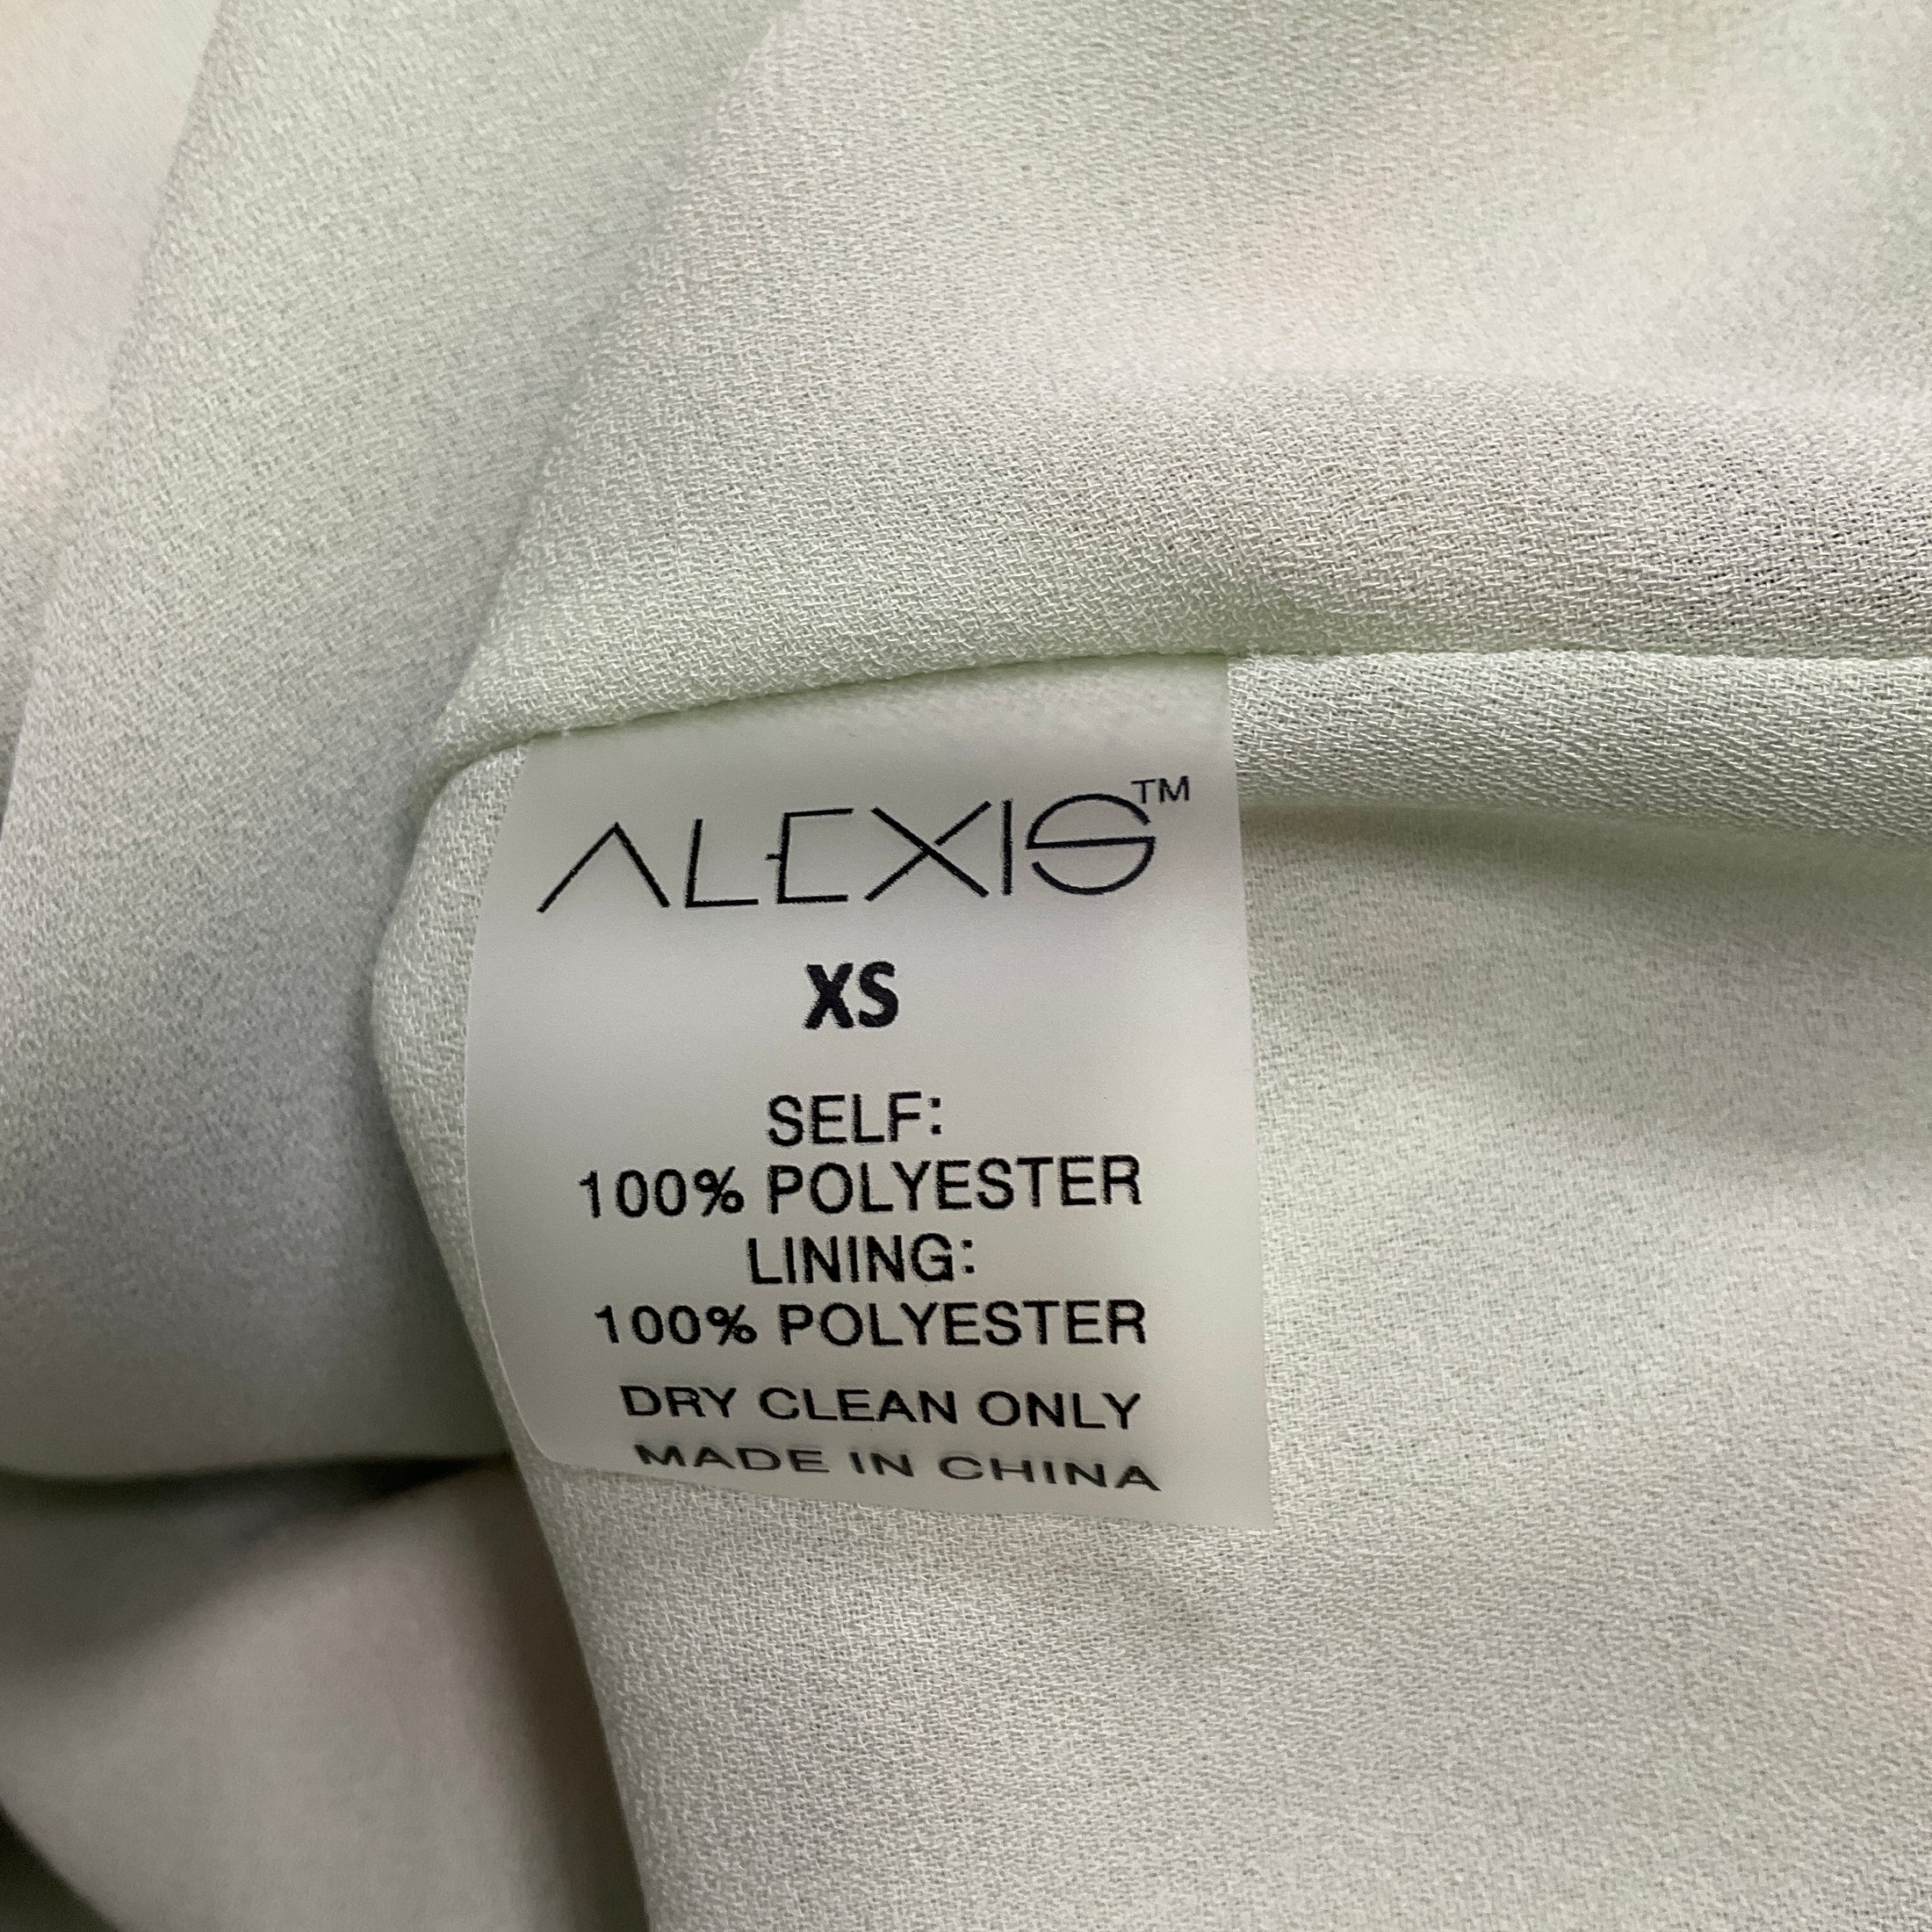 ALEXIS™
XS
SELF:
100% POLYESTER
LINING:
100% POLYESTER
DRY CLEAN ONLY
MADE IN CHINA